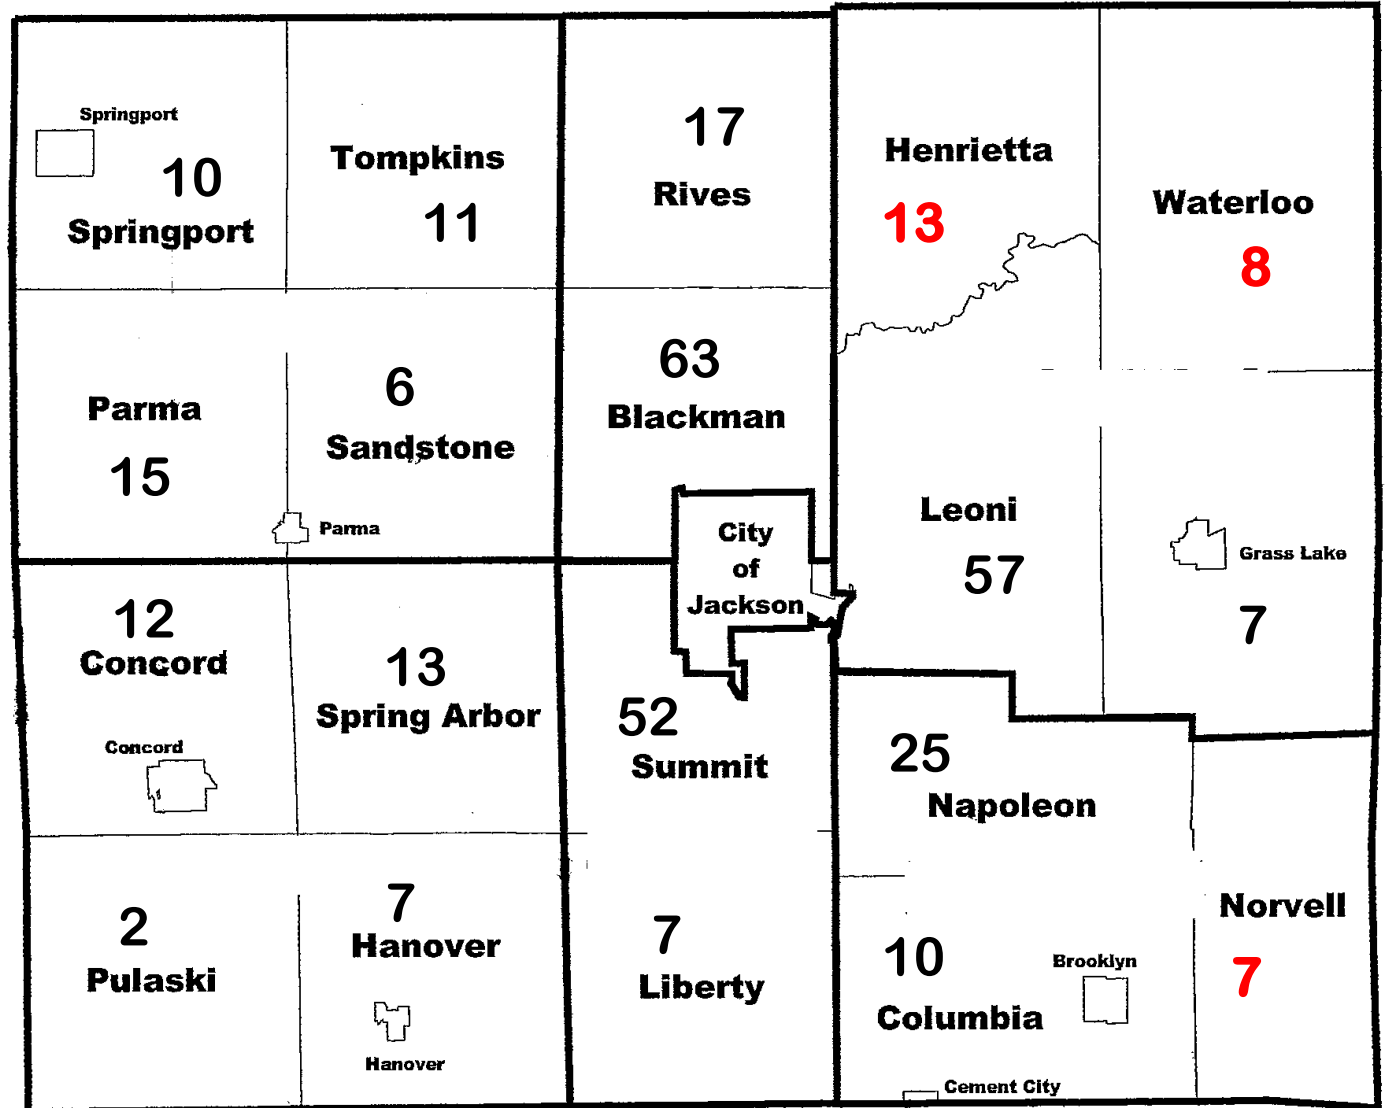 Springport
10
Springport
Tompkins
11
17
Rives
Henrietta
13
Waterloo
8
Parma
15
6
Sandstone
Parma
63
Blackman
City
of
Jackson
Leoni
57
Grass Lake
7
12
Concord
Concord
13
Spring Arbor
52
Summit
25
Napoleon
2
Pulaski
7
Hanover
Hanover
7
Liberty
10
Columbia
Brooklyn
Cement City
Norvell
7